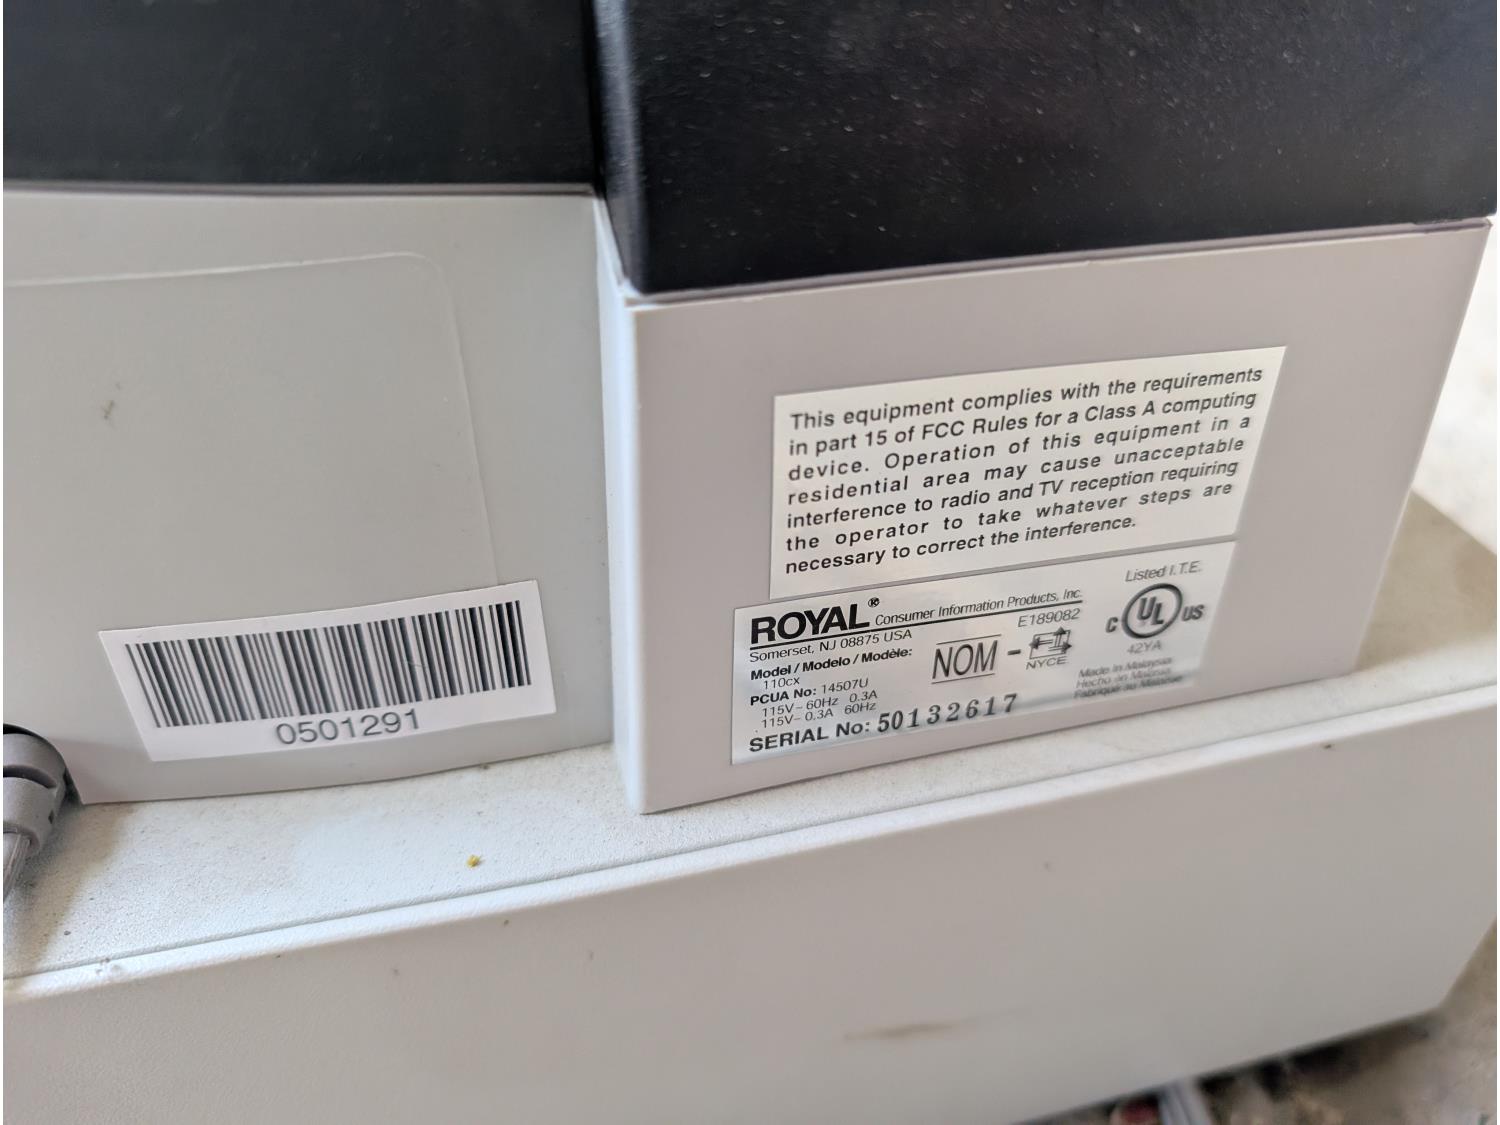 This equipment complies with the requirements
in part 15 of FCC Rules for a Class A computing
device. Operation of this equipment in a
residential area may cause unacceptable
interference to radio and TV reception requiring
the operator to take whatever steps are
necessary to correct the interference.
ROYAL® Consumer Information Products, Inc.
Somerset, NJ 08875 USA
E189082
Listed I.T.E.
Model / Modelo / Modèle:
110cx
NOM - NYCE
C UL US
42YA
PCUA No: 14507U
115V~60Hz 0.3A
115V~0,3A 60Hz
Made in Malaysia
Hecho en Malasia
Fabriqué au Malaisie
SERIAL No: 50132617
0501291